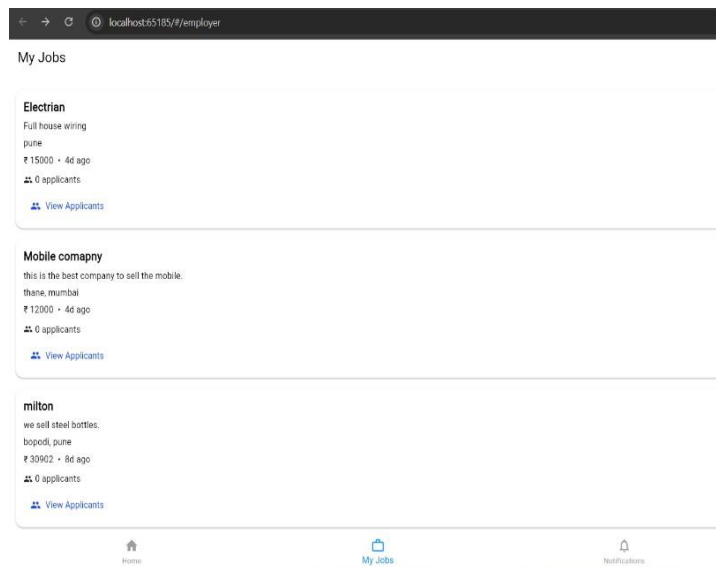 localhost:65185/#/employer
My Jobs
Electrian
Full house wiring
pune
₹ 15000 • 4d ago
0 applicants
View Applicants
Mobile comapny
this is the best company to sell the mobile.
thane, mumbai
₹ 12000 • 4d ago
0 applicants
View Applicants
milton
we sell steel bottles.
bopodi, pune
₹ 30902 • 8d ago
0 applicants
View Applicants
Home My Jobs Notifications